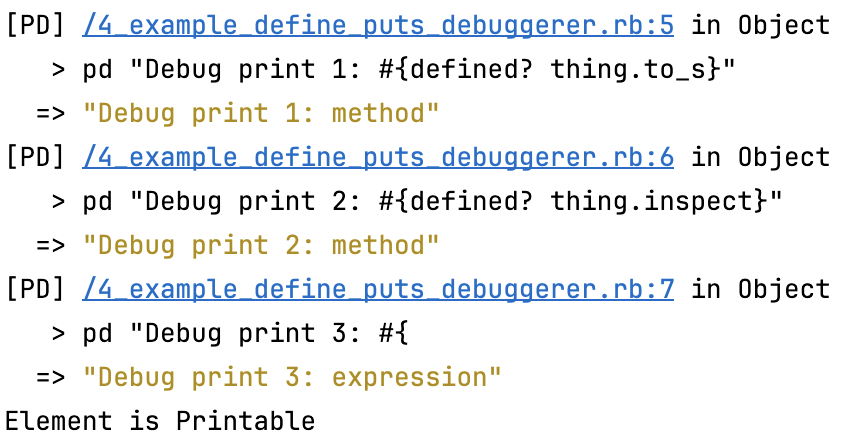 [PD] /4_example_define_puts_debuggerer.rb:5 in Object
   > pd "Debug print 1: #{defined? thing.to_s}"
  => "Debug print 1: method"
[PD] /4_example_define_puts_debuggerer.rb:6 in Object
   > pd "Debug print 2: #{defined? thing.inspect}"
  => "Debug print 2: method"
[PD] /4_example_define_puts_debuggerer.rb:7 in Object
   > pd "Debug print 3: #{
  => "Debug print 3: expression"
Element is Printable